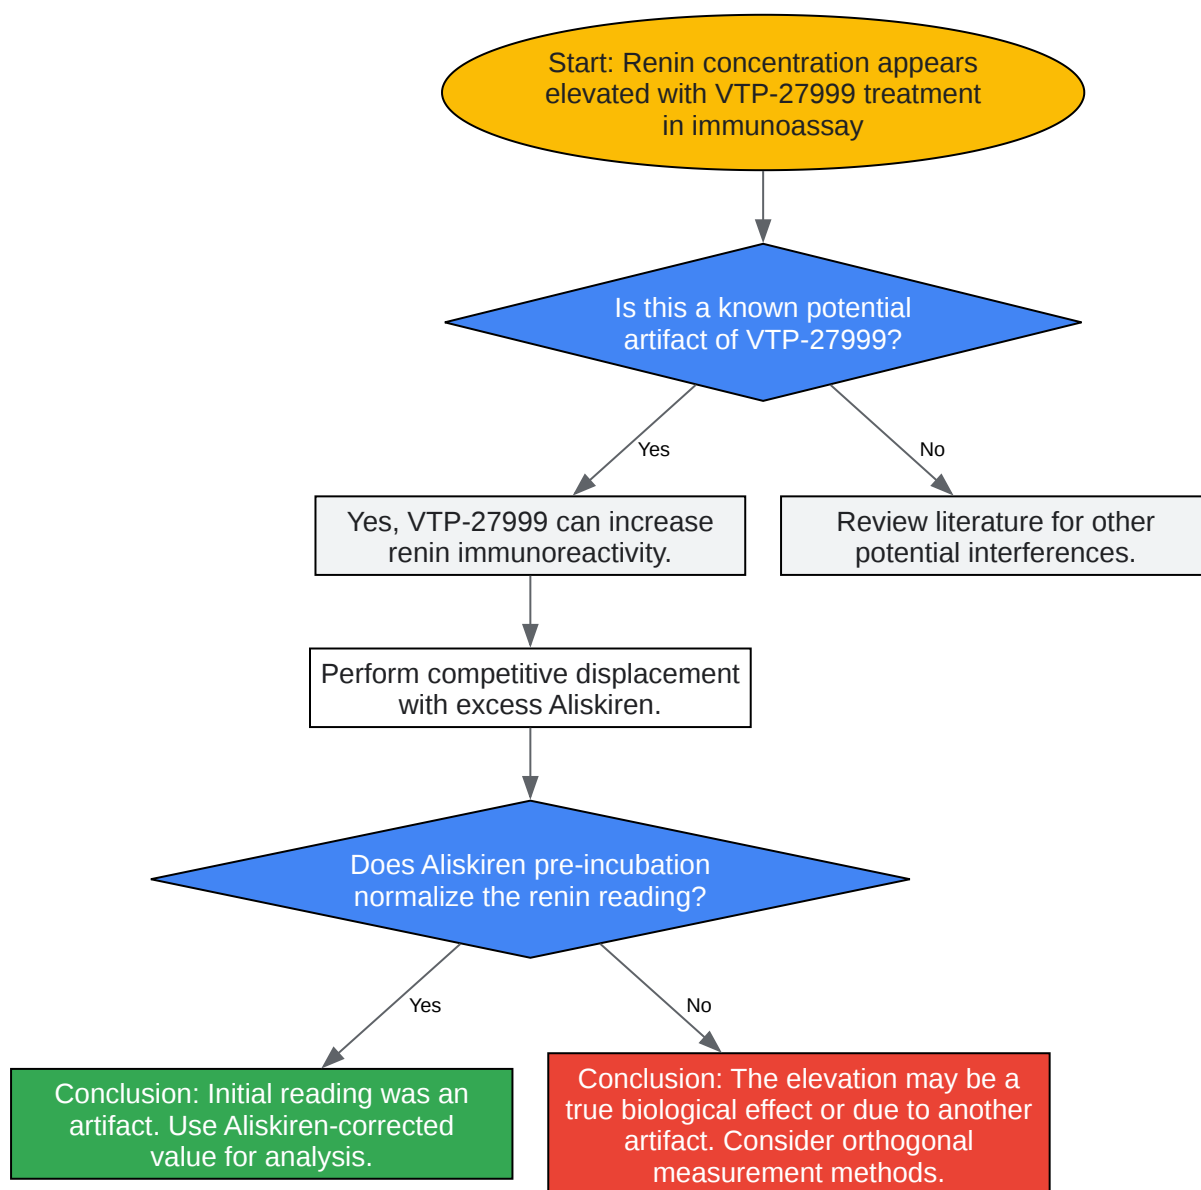 Start: Renin concentration appears
elevated with VTP-27999 treatment
in immunoassay
Is this a known potential
artifact of VTP-27999?
Yes
No
Yes, VTP-27999 can increase
renin immunoreactivity.
Review literature for other
potential interferences.
Perform competitive displacement
with excess Aliskiren.
Does Aliskiren pre-incubation
normalize the renin reading?
Yes
No
Conclusion: Initial reading was an
artifact. Use Aliskiren-corrected
value for analysis.
Conclusion: The elevation may be a
true biological effect or due to another
artifact. Consider orthogonal
measurement methods.